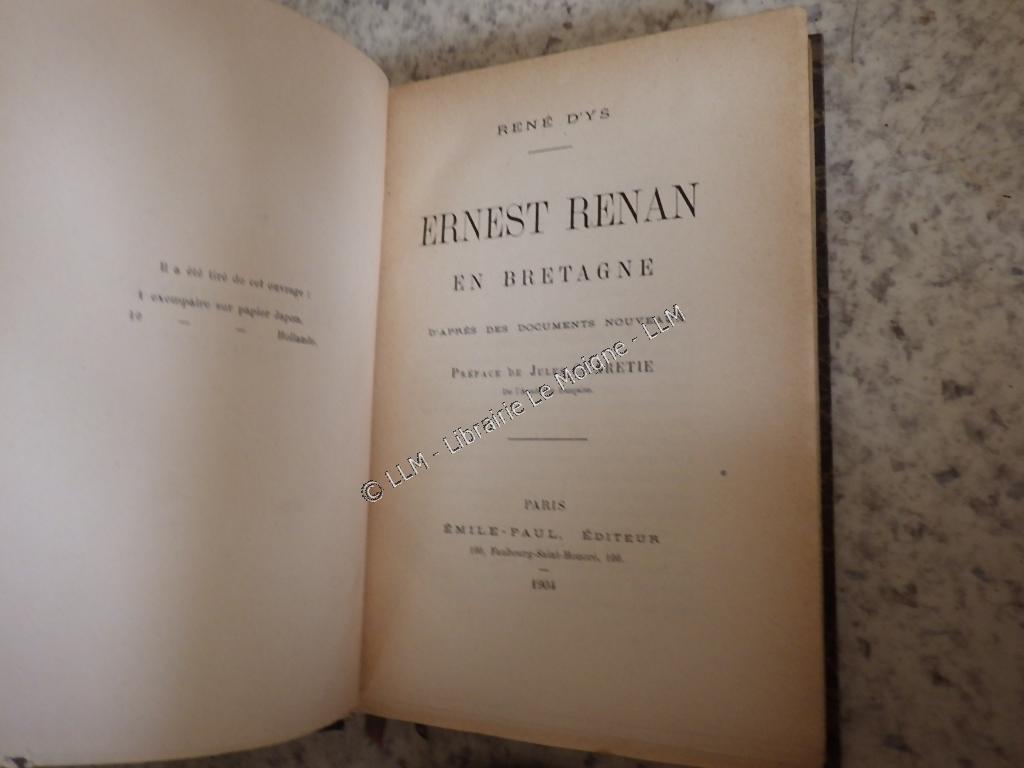 Il a été tiré de cet ouvrage :
1 exemplaire sur papier Japon.
10 — — Hollande.
RENÉ D'YS
ERNEST RENAN
EN BRETAGNE
D'APRÈS DES DOCUMENTS
PRÉFACE DE JULES
De
PARIS
ÉMILE-PAUL, ÉDITEUR
100, Faubourg-Saint-Honoré, 100.
1904
© LLM - Librairie Le Moigne - LLM